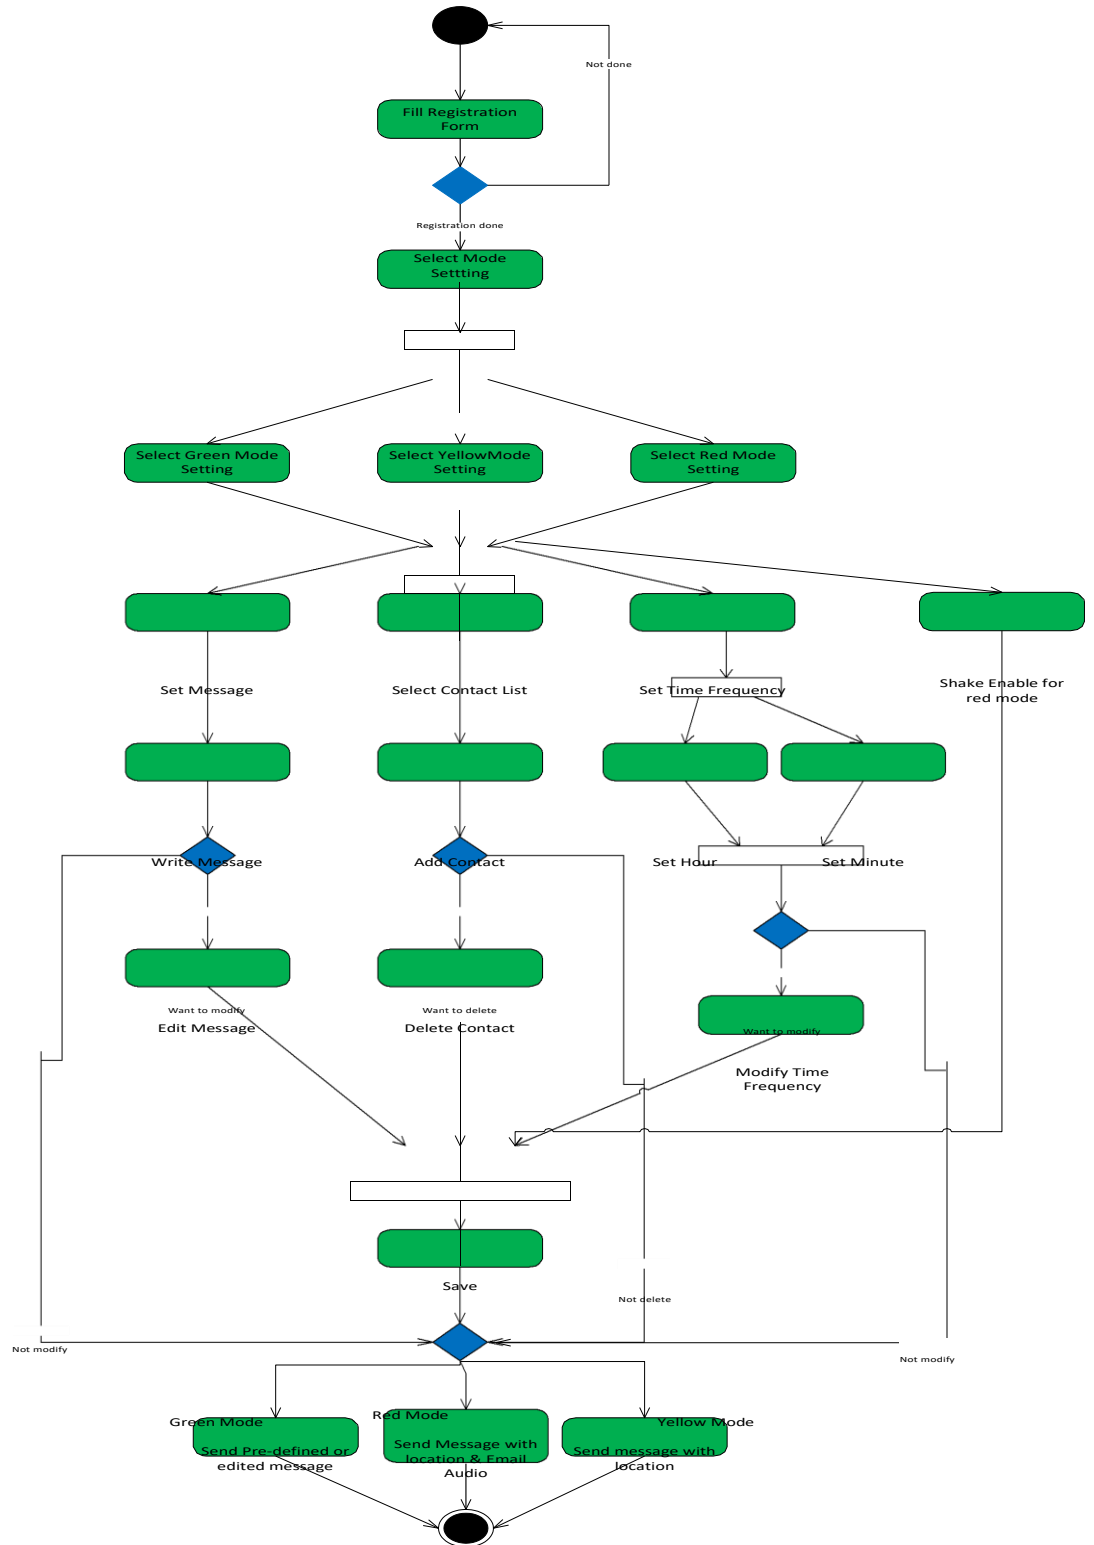 Not done
Fill Registration
Form
Registration done
Select Mode
Settting
Select Green Mode
Setting
Select YellowMode
Setting
Select Red Mode
Setting
Set Message
Select Contact List
Set Time Frequency
Shake Enable for
red mode
Write Message
Add Contact
Set Hour
Set Minute
Want to modify
Edit Message
Want to delete
Delete Contact
Want to modify
Modify Time
Frequency
Save
Not delete
Not modify
Not modify
Green Mode
Send Pre-defined or
edited message
Red Mode
Send Message with
location & Email
Audio
Yellow Mode
Send message with
location